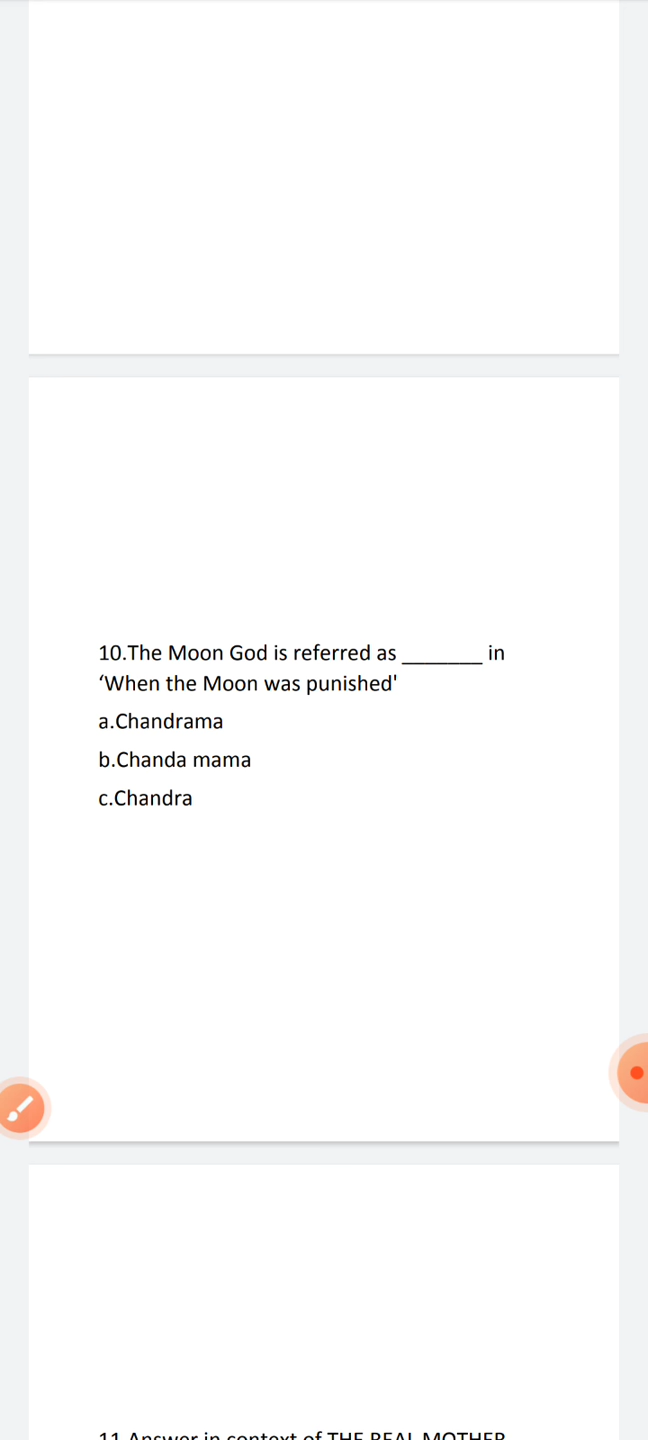 10.The Moon God is referred as ________ in
‘When the Moon was punished'
a.Chandrama
b.Chanda mama
c.Chandra
11.Answer in context of THE REAL MOTHER